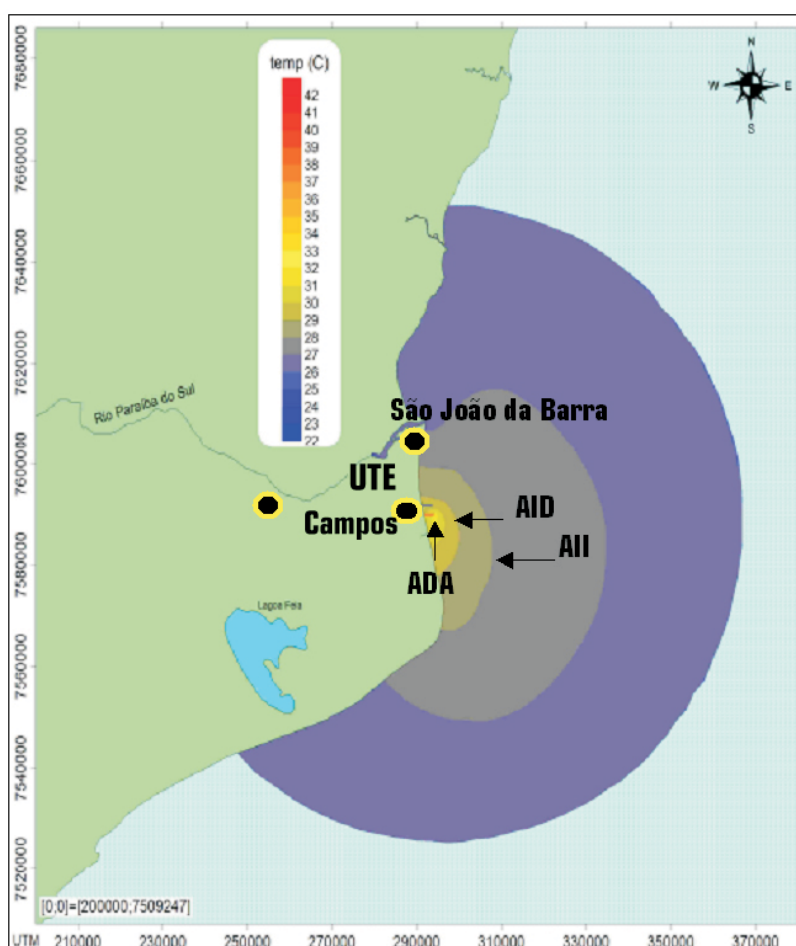 temp (C)
42
41
40
39
38
37
36
35
34
33
32
31
30
29
28
27
26
25
24
23
22
N
W
E
S
7680000
7660000
7640000
7620000
7600000
7580000
7560000
7540000
7520000
Rio Paraíba do Sul
São João da Barra
UTE
Campos
AID
AII
ADA
Lagoa Feia
[0;0]=[200000;7509247]
UTM 210000 230000 250000 270000 290000 310000 330000 350000 370000